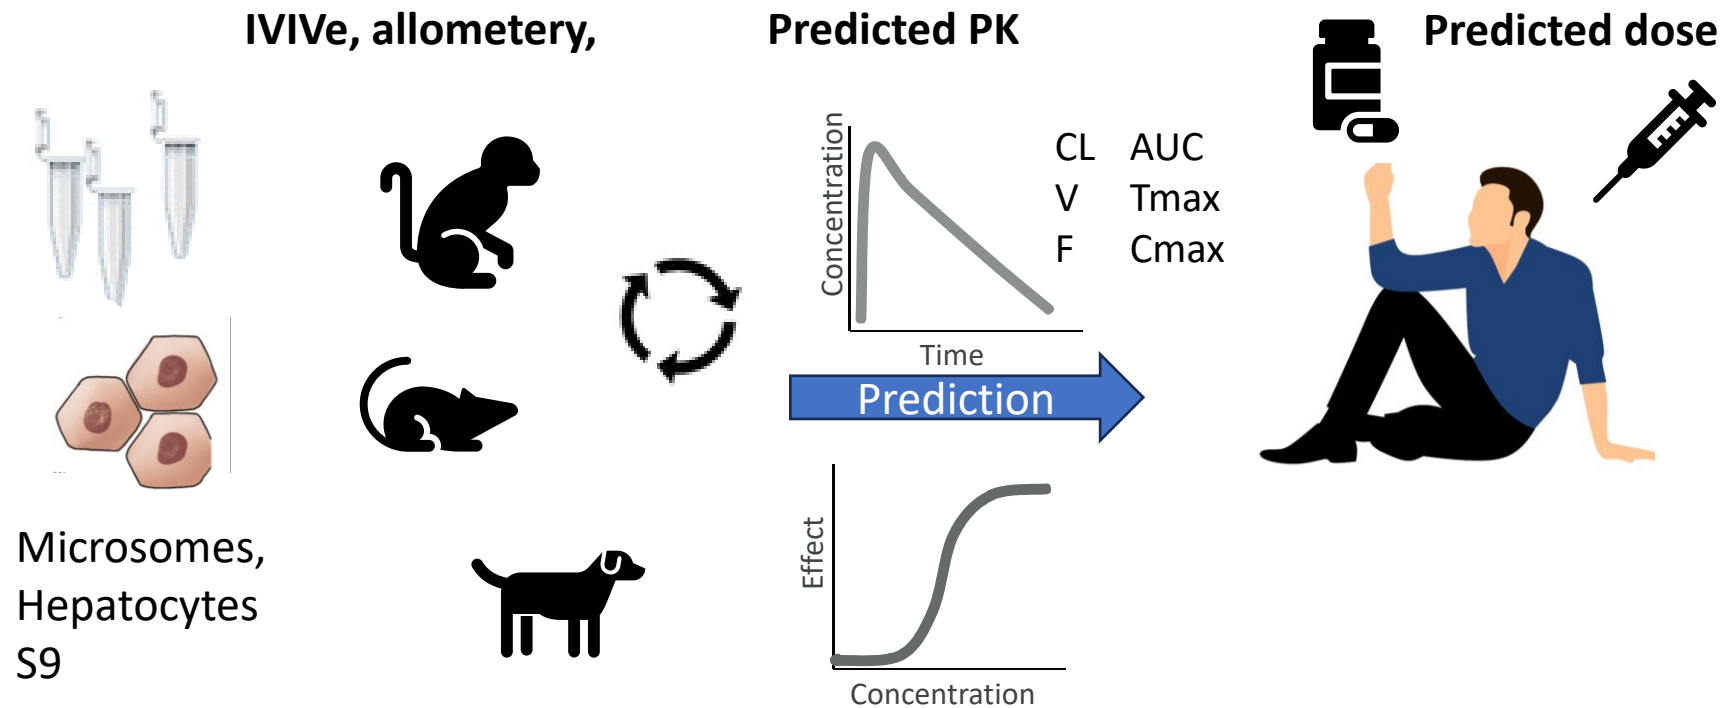 IVIVe, allometery,
Predicted PK
Predicted dose
Concentration
Time
CL AUC
V Tmax
F Cmax
Prediction
Effect
Concentration
Microsomes,
Hepatocytes
S9